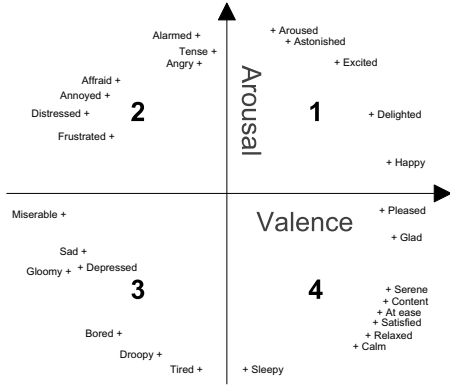 Alarmed +
+ Aroused
+ Astonished
Tense +
Angry +
+ Excited
Arousal
Affraid +
Annoyed +
2
1
Distressed +
+ Delighted
Frustrated +
+ Happy
Miserable +
+ Pleased
Valence
+ Glad
Sad +
Gloomy +
+ Depressed
3
4
+ Serene
+ Content
+ At ease
+ Satisfied
Bored +
+ Relaxed
+ Calm
Droopy +
Tired +
+ Sleepy